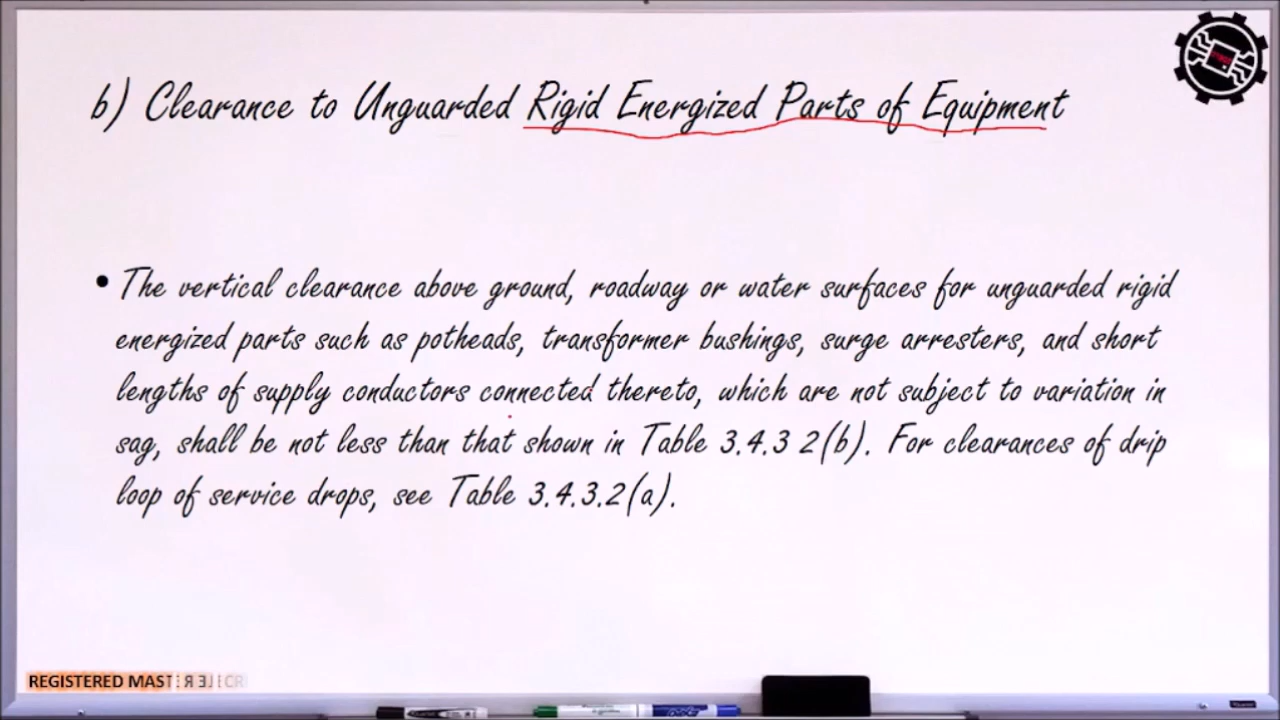 b) Clearance to Unguarded Rigid Energized Parts of Equipment
• The vertical clearance above ground, roadway or water surfaces for unguarded rigid
energized parts such as potheads, transformer bushings, surge arresters, and short
lengths of supply conductors connected thereto, which are not subject to variation in
sag, shall be not less than that shown in Table 3.4.3 2(b). For clearances of drip
loop of service drops, see Table 3.4.3.2(a).
REGISTERED MAST